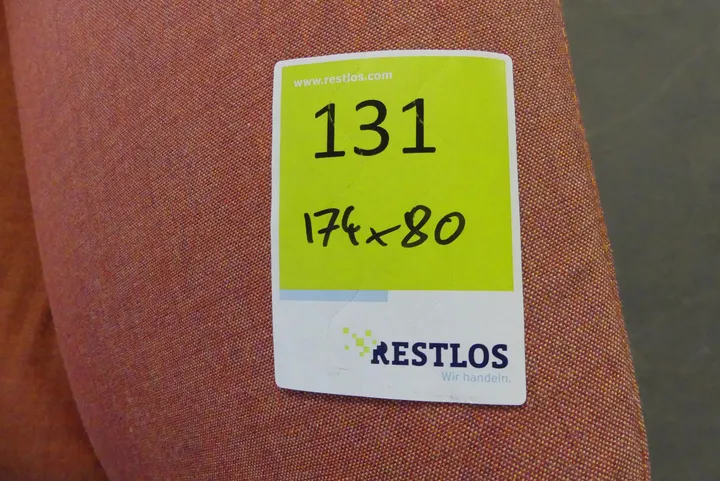 www.restlos.com
131
174x80
RESTLOS
Wir handeln.